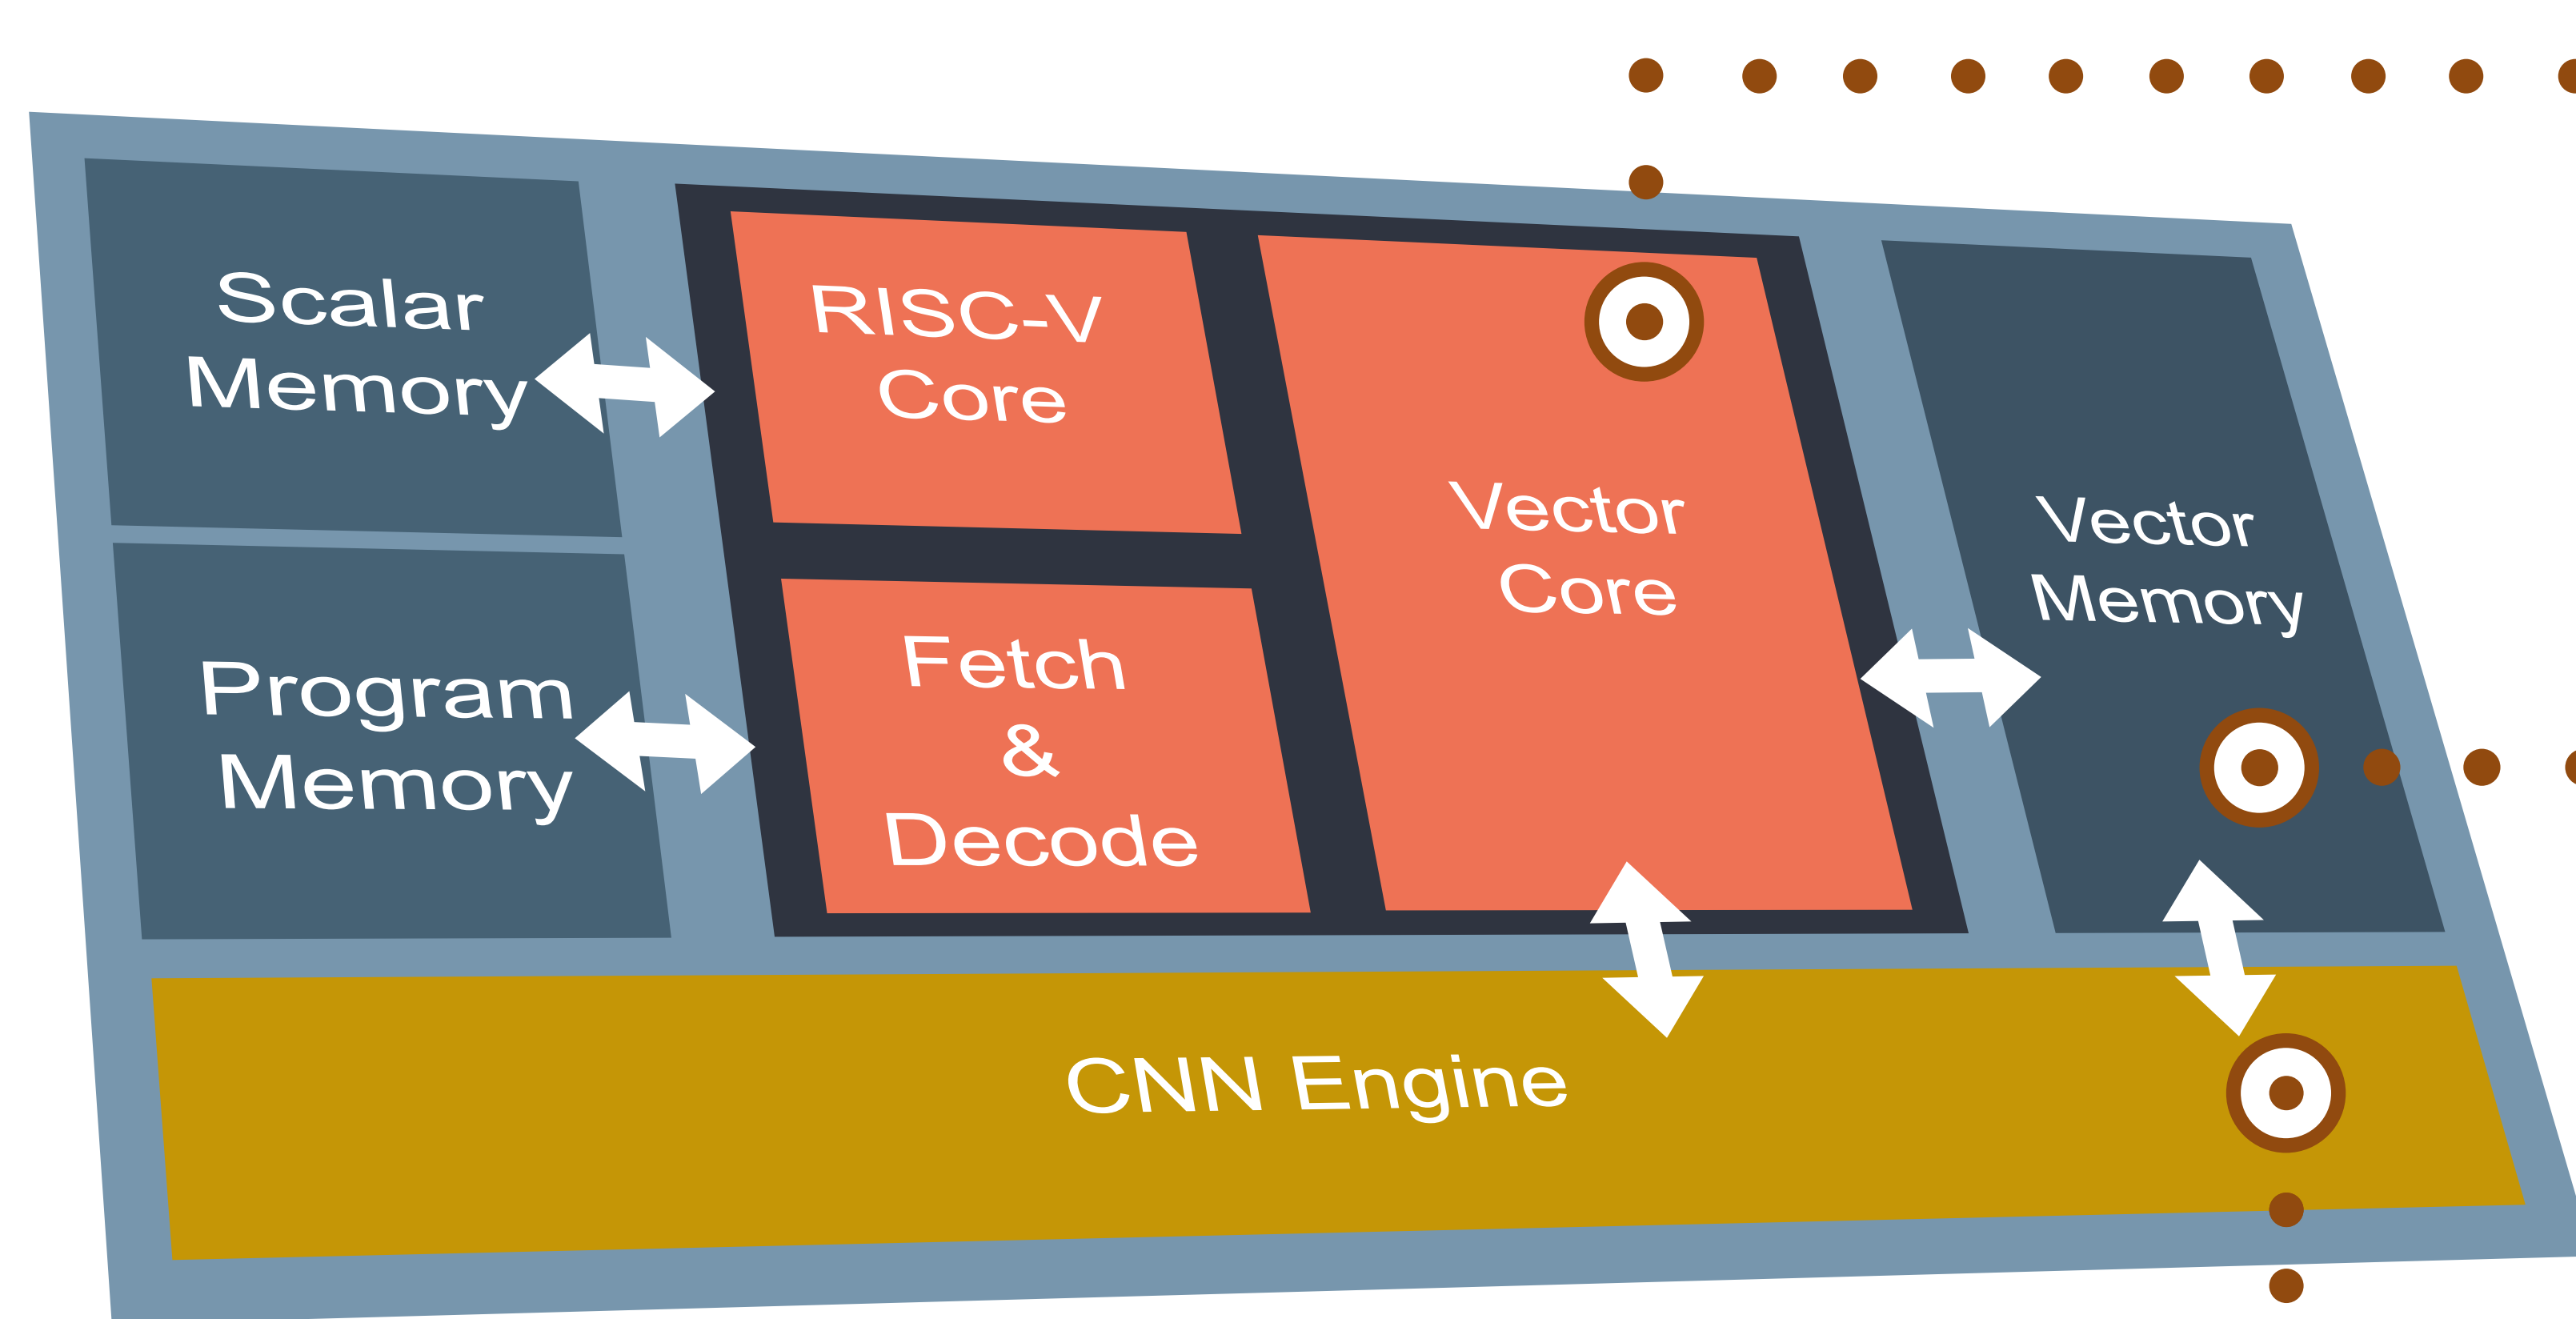 Scalar
Memory
RISC-V
Core
Vector
Core
Vector
Memory
Program
Memory
Fetch
&
Decode
CNN Engine